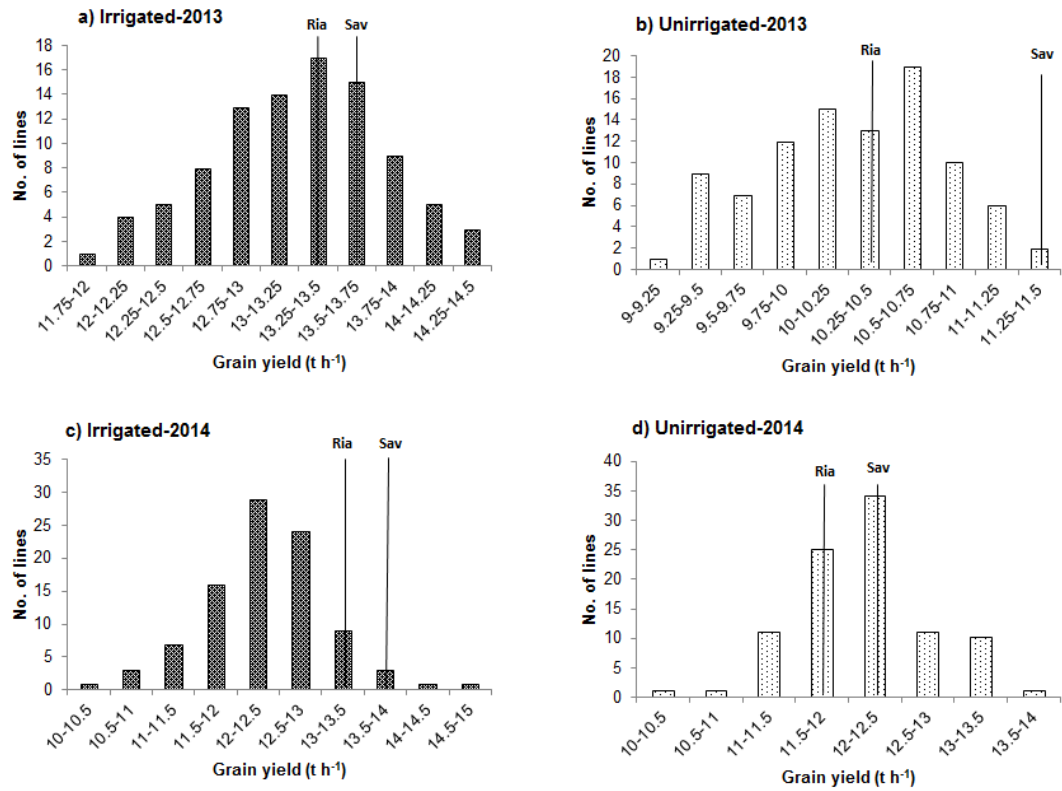 a) Irrigated-2013
Ria Sav
18
16
14
12
10
8
6
4
2
0
No. of lines
11.75-12 12-12.25 12.25-12.5 12.5-12.75 12.75-13 13-13.25 13.25-13.5 13.5-13.75 13.75-14 14-14.25 14.25-14.5
Grain yield (t h⁻¹)
b) Unirrigated-2013
Ria Sav
20
18
16
14
12
10
8
6
4
2
0
No. of lines
9-9.25 9.25-9.5 9.5-9.75 9.75-10 10-10.25 10.25-10.5 10.5-10.75 10.75-11 11-11.25 11.25-11.5
Grain yield (t h⁻¹)
c) Irrigated-2014
Ria Sav
35
30
25
20
15
10
5
0
No. of lines
10-10.5 10.5-11 11-11.5 11.5-12 12-12.5 12.5-13 13-13.5 13.5-14 14-14.5 14.5-15
Grain yield (t h⁻¹)
d) Unirrigated-2014
Ria Sav
40
35
30
25
20
15
10
5
0
No. of lines
10-10.5 10.5-11 11-11.5 11.5-12 12-12.5 12.5-13 13-13.5 13.5-14
Grain yield (t h⁻¹)